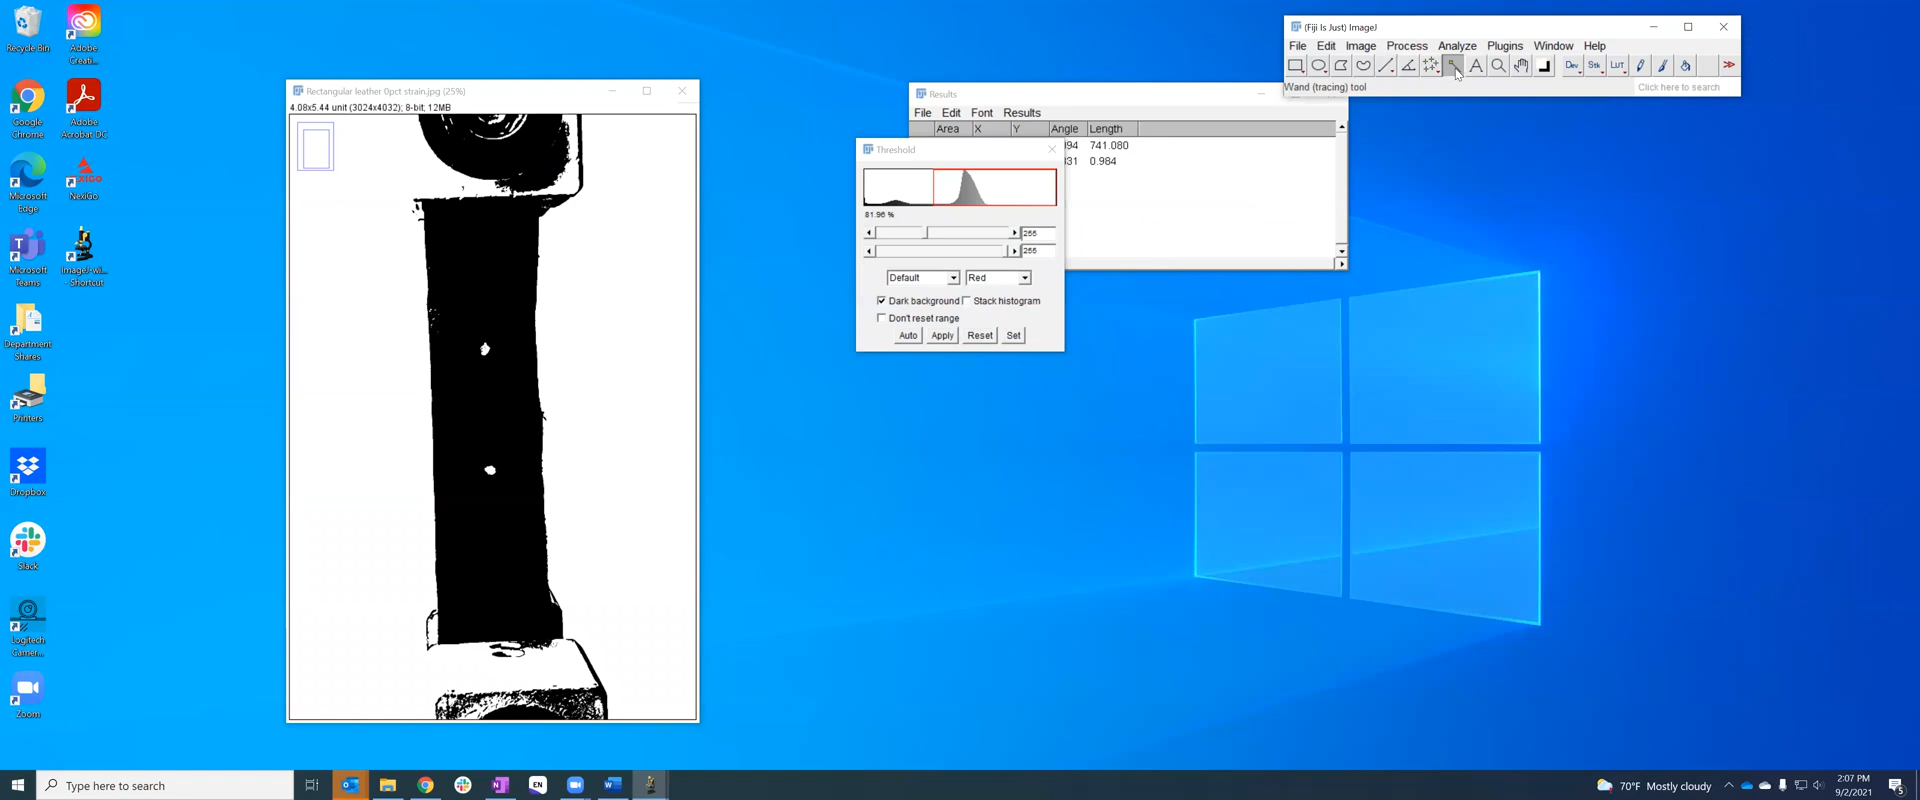 Recycle Bin
Adobe
Creati...
Google
Chrome
Adobe
Acrobat DC
Microsoft
Edge
NEXIGO
NexiGo
Microsoft
Teams
ImageJ-wi...
- Shortcut
Department
Shares
Printers
Dropbox
Slack
Logitech
Camer...
Zoom
Rectangular leather 0pct strain.jpg (25%)
4.08x5.44 unit (3024x4032); 8-bit; 12MB
Results
File Edit Font Results
Area X Y Angle Length
094 741.080
031 0.984
Threshold
81.96 %
255
255
Default Red
Dark background Stack histogram
Don't reset range
Auto Apply Reset Set
(Fiji Is Just) ImageJ
File Edit Image Process Analyze Plugins Window Help
A Dev Stk LUT >>
Wand (tracing) tool Click here to search
Type here to search
EN
70°F Mostly cloudy
2:07 PM
9/2/2021
5